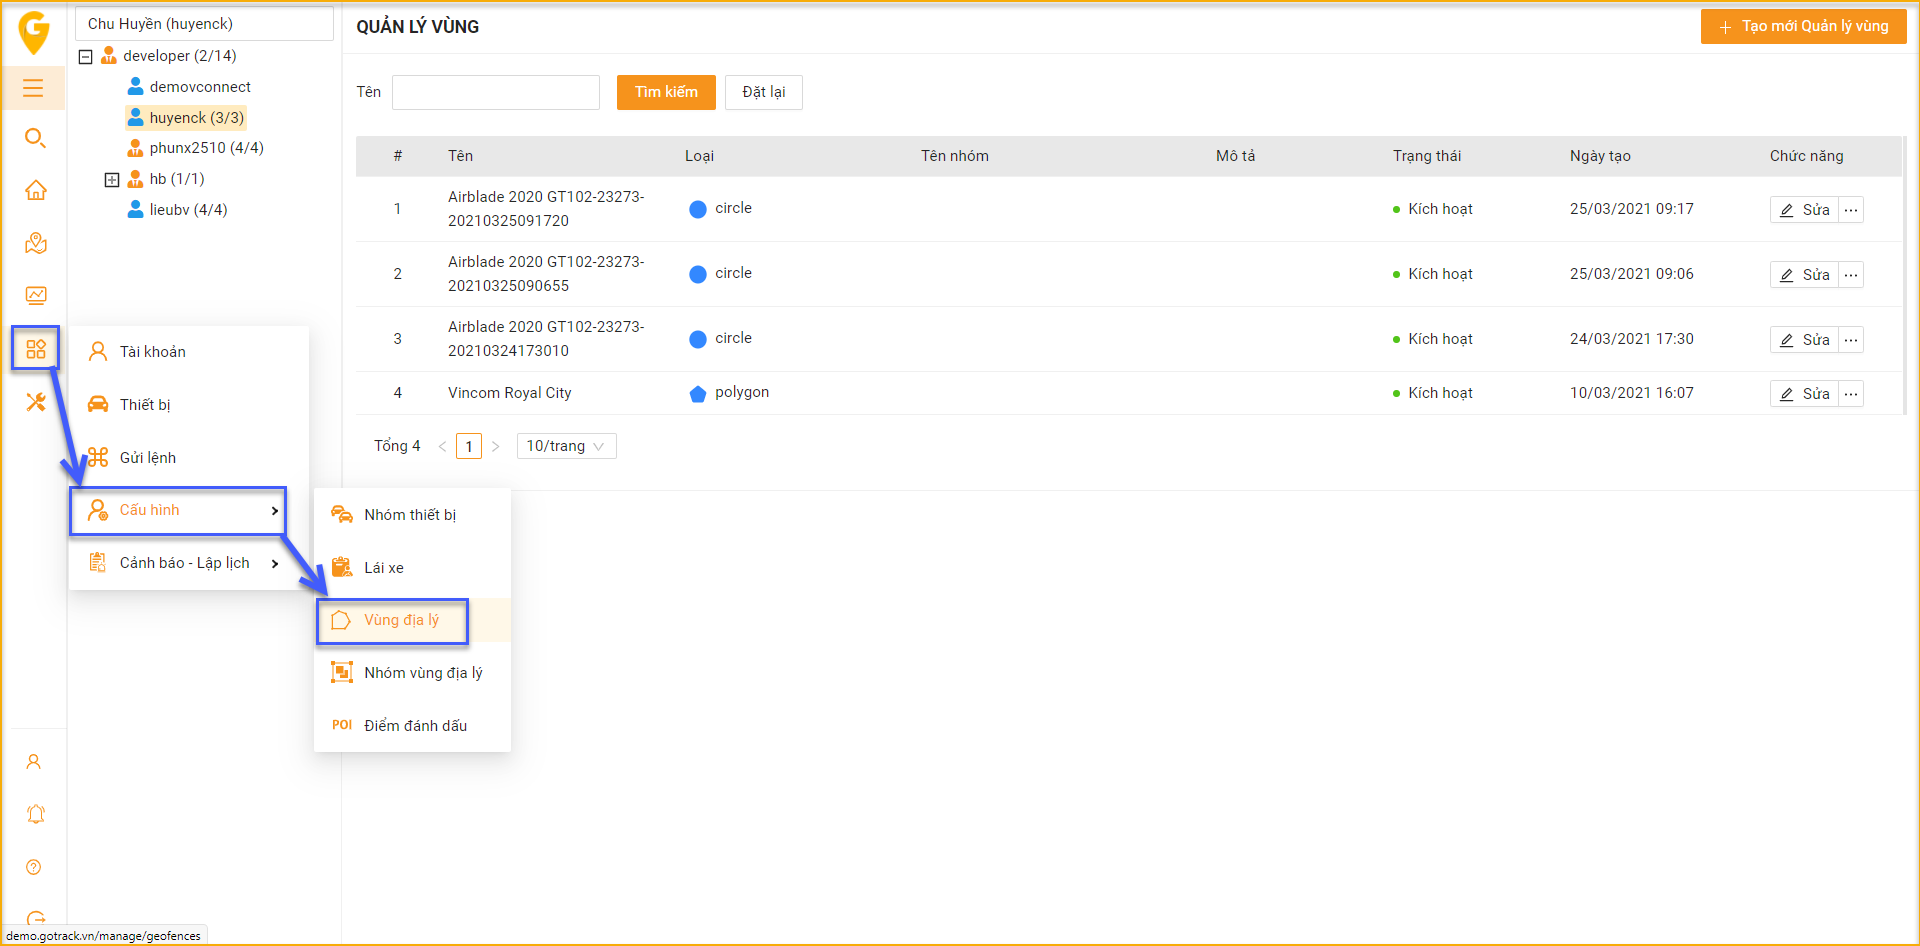 Chu Huyền (huyenck)
developer (2/14)
demovconnect
huyenck (3/3)
phunx2510 (4/4)
hb (1/1)
lieubv (4/4)
Tài khoản
Thiết bị
Gửi lệnh
Cấu hình
Cảnh báo - Lập lịch
Nhóm thiết bị
Lái xe
Vùng địa lý
Nhóm vùng địa lý
POI Điểm đánh dấu
QUẢN LÝ VÙNG
+ Tạo mới Quản lý vùng
Tên
Tìm kiếm
Đặt lại
# Tên Loại Tên nhóm Mô tả Trạng thái Ngày tạo Chức năng
1 Airblade 2020 GT102-23273-
20210325091720 circle Kích hoạt 25/03/2021 09:17 Sửa ...
2 Airblade 2020 GT102-23273-
20210325090655 circle Kích hoạt 25/03/2021 09:06 Sửa ...
3 Airblade 2020 GT102-23273-
20210324173010 circle Kích hoạt 24/03/2021 17:30 Sửa ...
4 Vincom Royal City polygon Kích hoạt 10/03/2021 16:07 Sửa ...
Tổng 4 < 1 > 10/trang
demo.gotrack.vn/manage/geofences